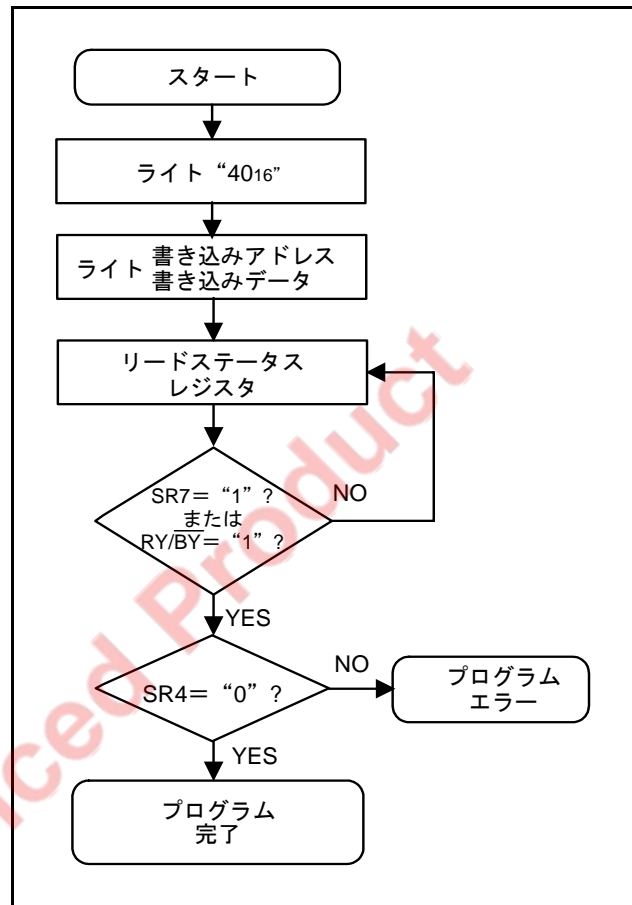 スタート
ライト“4016”
ライト 書き込みアドレス
書き込みデータ
リードステータス
レジスタ
SR7＝“1”?
または
RY/BY＝“1”?
NO
YES
SR4＝“0”?
NO
プログラム
エラー
YES
プログラム
完了
nced Product